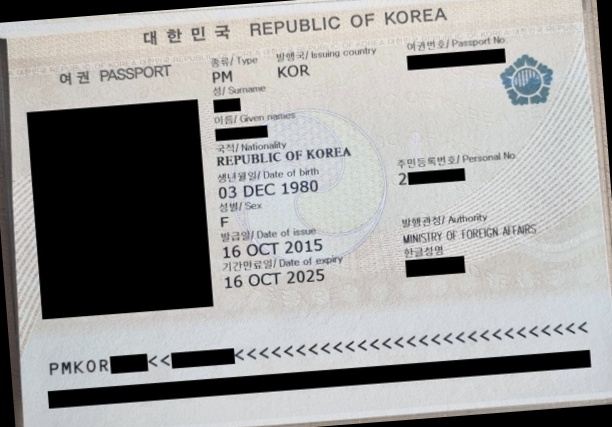 대한민국 REPUBLIC OF KOREA
여권 PASSPORT
종류/ Type 발행국/ Issuing country 여권번호/ Passport No.
PM KOR
성/ Surname
이름/ Given names
국적/ Nationality
REPUBLIC OF KOREA
생년월일/ Date of birth 주민등록번호/ Personal No.
03 DEC 1980 2
성별/ Sex
F
발급일/ Date of issue 발행관청/ Authority
16 OCT 2015 MINISTRY OF FOREIGN AFFAIRS
기간만료일/ Date of expiry 한글성명
16 OCT 2025
PMKOR<<<<<<<<<<<<<<<<<<<<<<<<<<<<<<